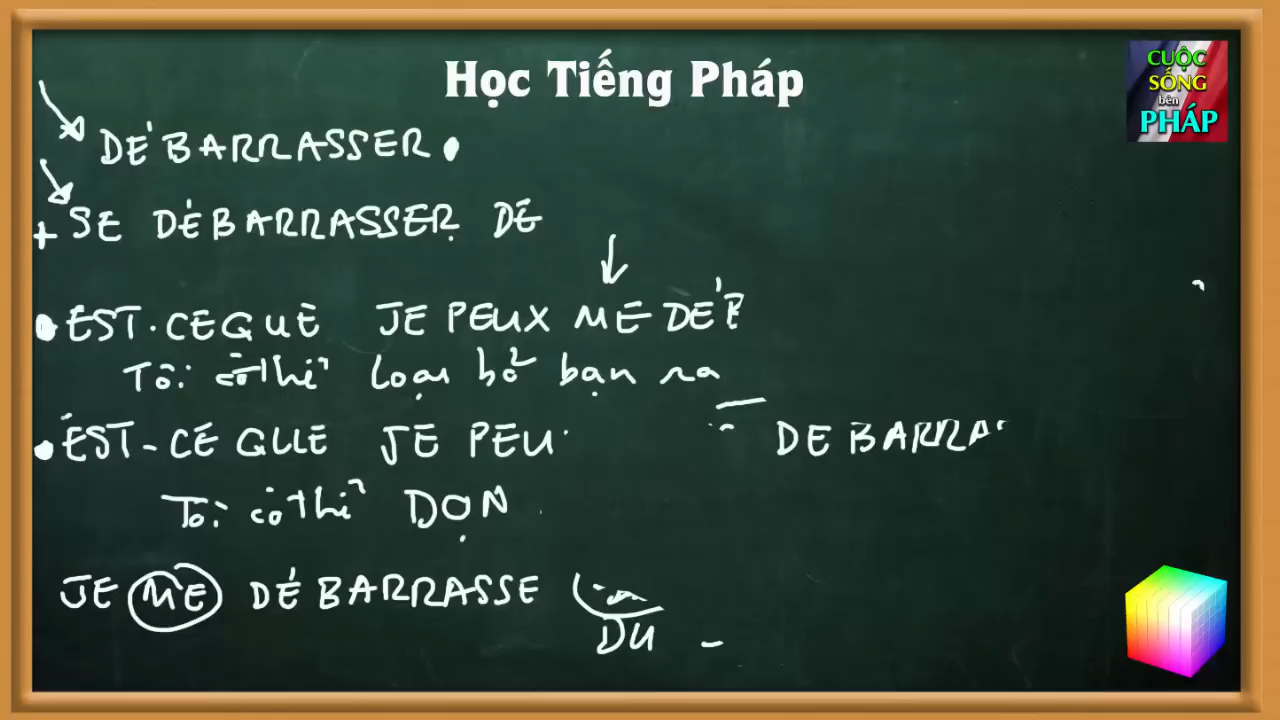 Học Tiếng Pháp
CUỘC
SỐNG
bên
PHÁP
DÉBARRASSER
+ SE DÉBARRASSER DE
EST-CE QUE JE PEUX ME DÉB
Tôi có thể loại bỏ bạn ra
EST-CE QUE JE PEU DEBARRA
Tôi có thể DỌN
JE ME DÉBARRASSE
DU